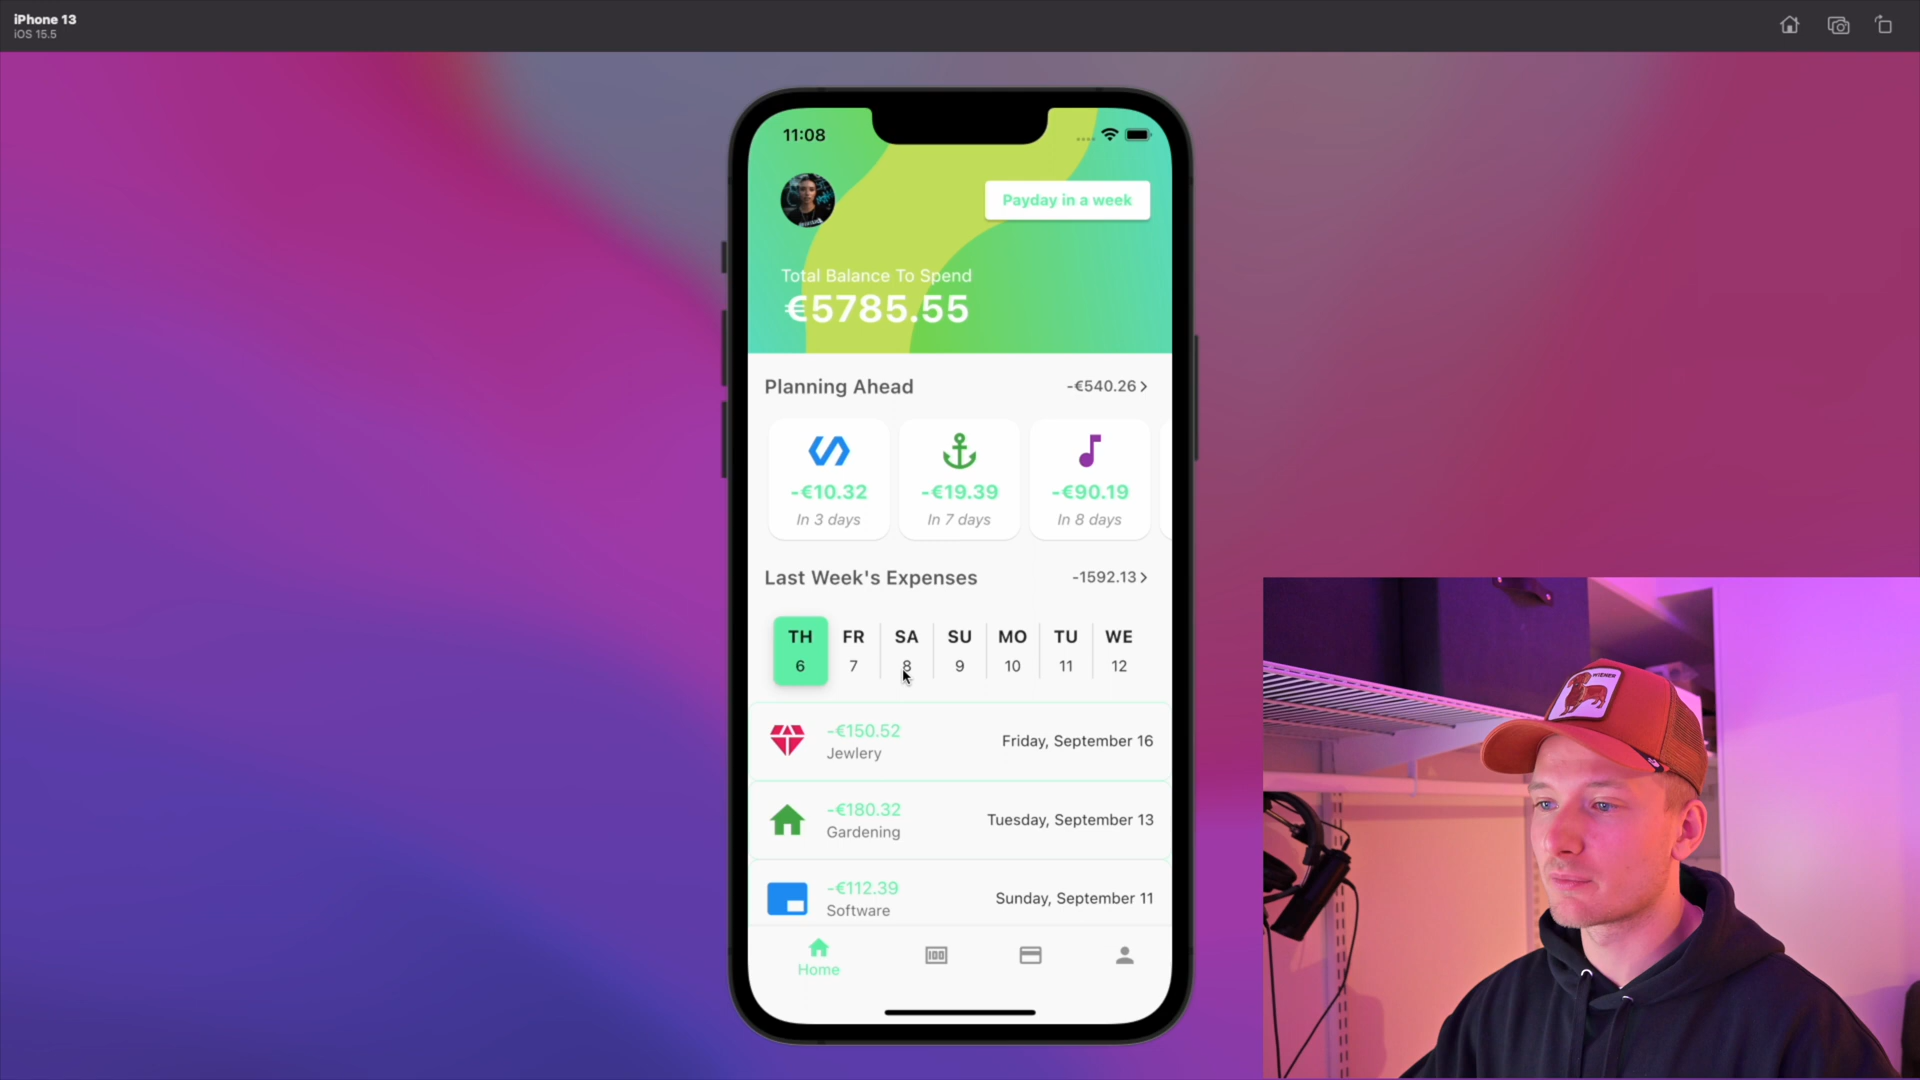 iPhone 13
iOS 15.5
11:08
Payday in a week
Total Balance To Spend
€5785.55
Planning Ahead
-€540.26
-€10.32
-€19.39
-€90.19
In 3 days
In 7 days
In 8 days
Last Week's Expenses
-1592.13
TH FR SA SU MO TU WE
6 7 8 9 10 11 12
-€150.52
Jewlery
Friday, September 16
-€180.32
Gardening
Tuesday, September 13
-€112.39
Software
Sunday, September 11
100
Home
WIENER